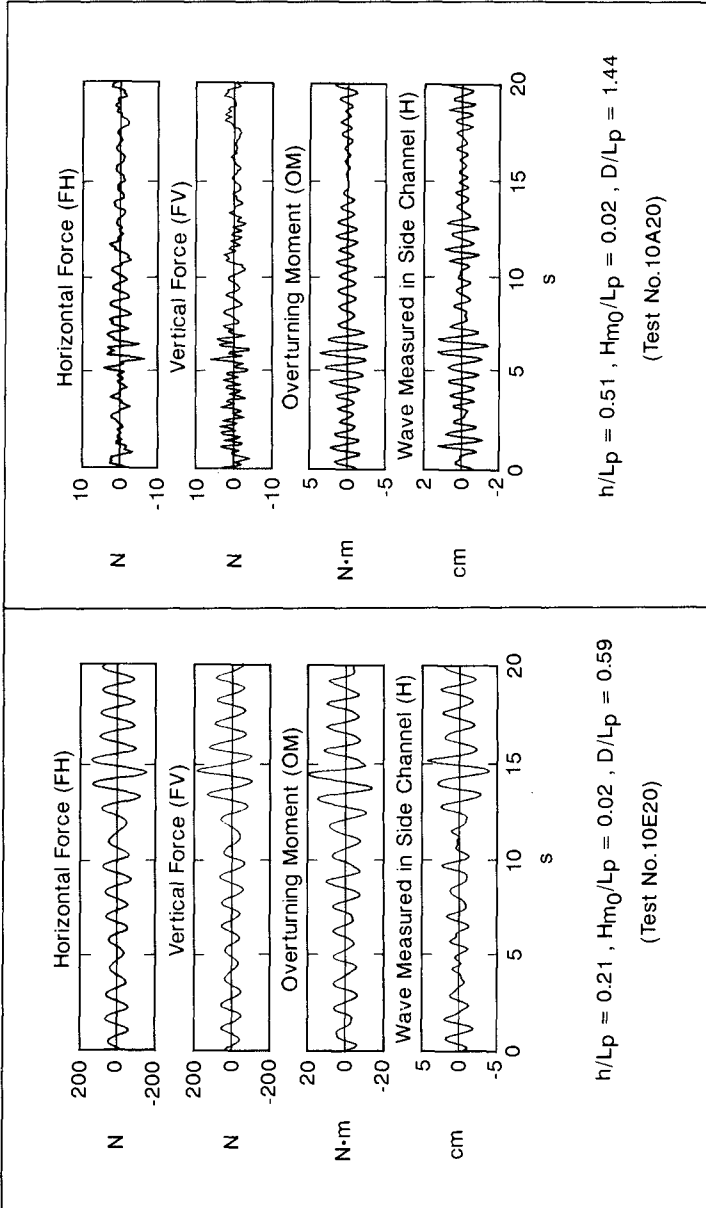 Horizontal Force (FH)
200
0
-200
N
Vertical Force (FV)
200
0
-200
N
Overturning Moment (OM)
20
0
-20
N·m
Wave Measured in Side Channel (H)
5
0
-5
cm
0 5 10 15 20
s
h/Lp = 0.21 , Hm0/Lp = 0.02 , D/Lp = 0.59
(Test No.10E20)
Horizontal Force (FH)
10
0
-10
N
Vertical Force (FV)
10
0
-10
N
Overturning Moment (OM)
5
0
-5
N·m
Wave Measured in Side Channel (H)
2
0
-2
cm
0 5 10 15 20
s
h/Lp = 0.51 , Hm0/Lp = 0.02 , D/Lp = 1.44
(Test No.10A20)